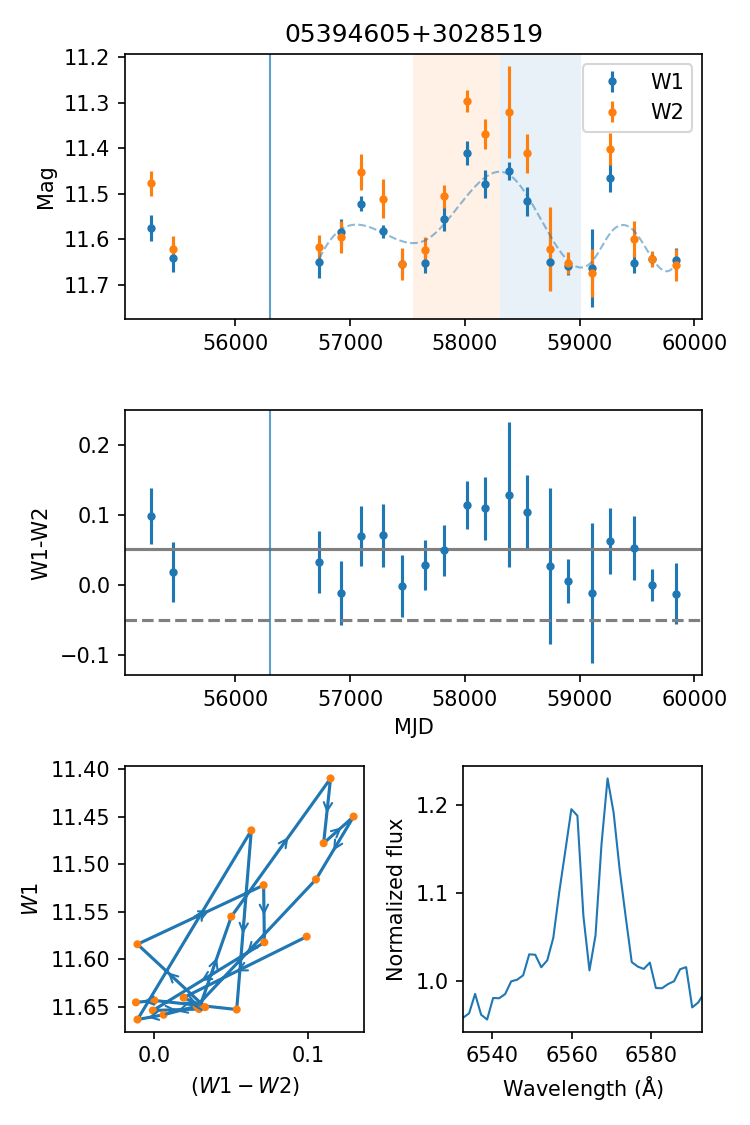 05394605+3028519
11.2
11.3
11.4
11.5
11.6
11.7
Mag
W1
W2
56000 57000 58000 59000 60000
0.2
0.1
0.0
−0.1
W1-W2
56000 57000 58000 59000 60000
MJD
11.40
11.45
11.50
11.55
11.60
11.65
W1
0.0 0.1
(W1 − W2)
1.2
1.1
1.0
Normalized flux
6540 6560 6580
Wavelength (Å)